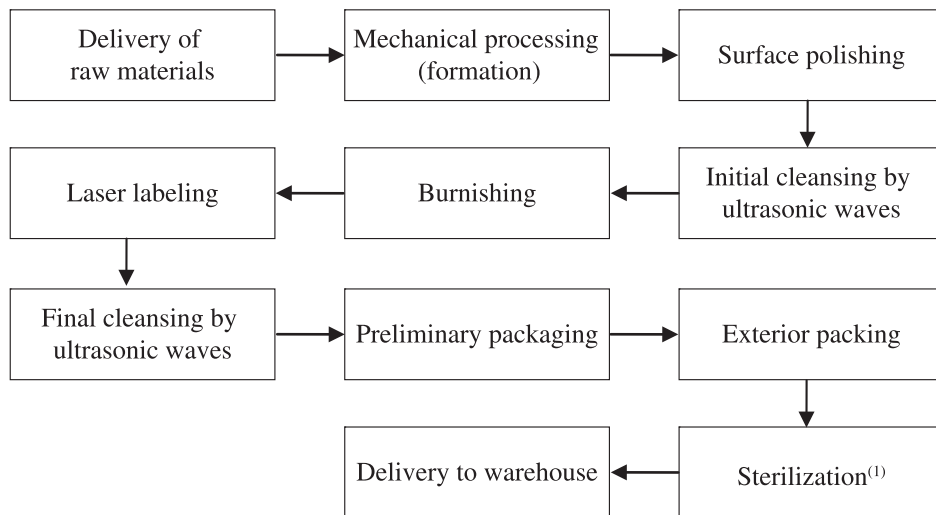 Delivery of
raw materials
Mechanical processing
(formation)
Surface polishing
Laser labeling
Burnishing
Initial cleansing by
ultrasonic waves
Final cleansing by
ultrasonic waves
Preliminary packaging
Exterior packing
Delivery to warehouse
Sterilization(1)